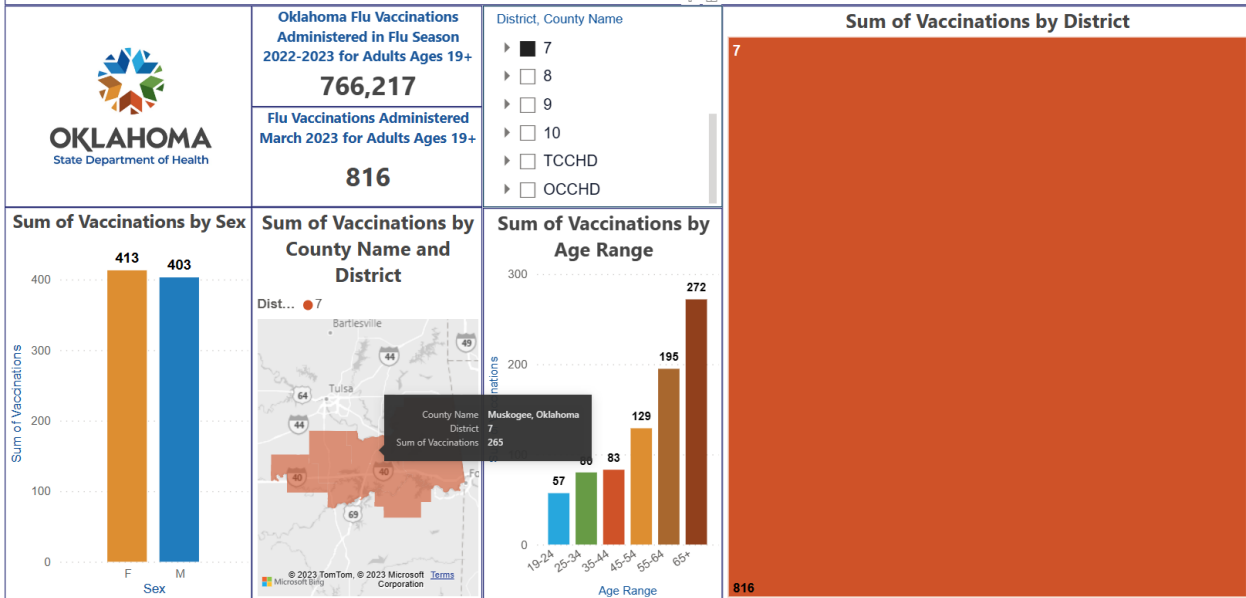 Oklahoma Flu Vaccinations
Administered in Flu Season
2022-2023 for Adults Ages 19+
766,217
Flu Vaccinations Administered
March 2023 for Adults Ages 19+
816
OKLAHOMA
State Department of Health
District, County Name
7
8
9
10
TCCHD
OCCHD
Sum of Vaccinations by District
7
816
Sum of Vaccinations by Sex
413
403
400
300
200
100
0
Sum of Vaccinations
F
M
Sex
Sum of Vaccinations by
County Name and
District
Dist... 7
Bartlesville
49
44
Tulsa
64
44
40
40
69
County Name Muskogee, Oklahoma
District 7
Sum of Vaccinations 265
© 2023 TomTom, © 2023 Microsoft Terms
Corporation
Microsoft Bing
Sum of Vaccinations by
Age Range
300
200
0
272
195
129
83
57
19-24
25-34
35-44
45-54
55-64
65+
Age Range